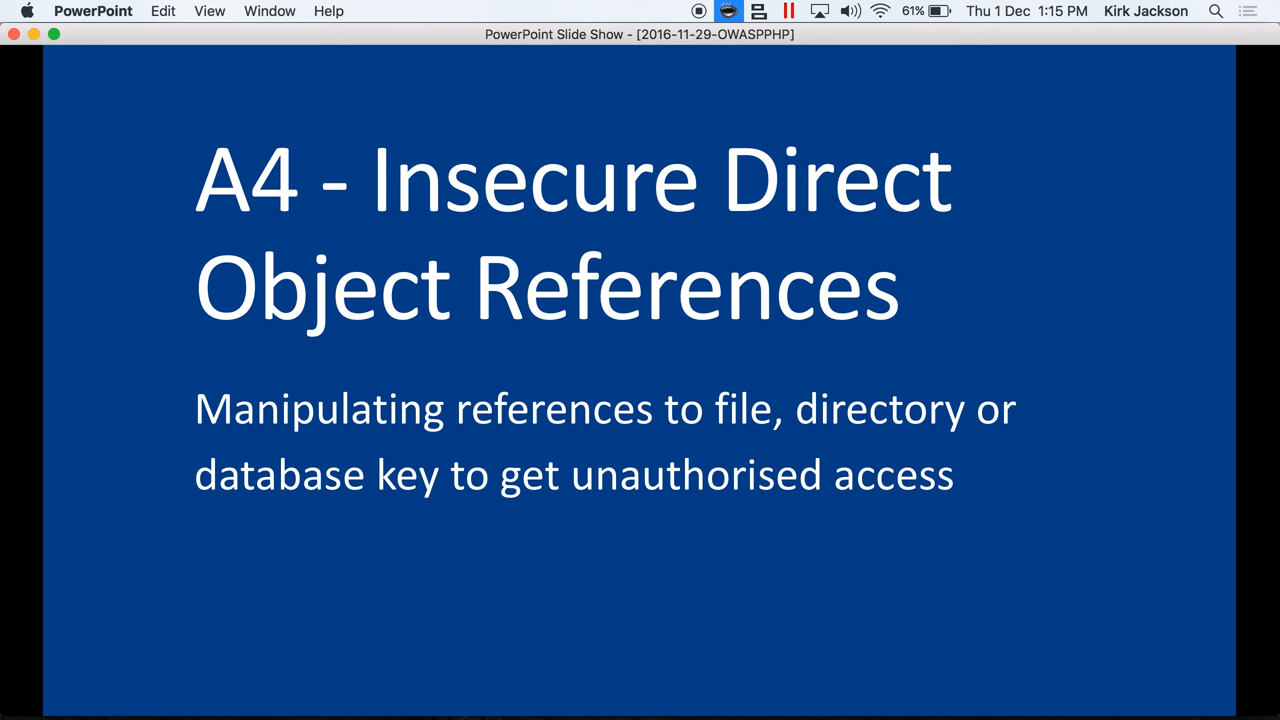 PowerPoint Edit View Window Help 61% Thu 1 Dec 1:15 PM Kirk Jackson
PowerPoint Slide Show - [2016-11-29-OWASPPHP]
A4 - Insecure Direct
Object References
Manipulating references to file, directory or
database key to get unauthorised access